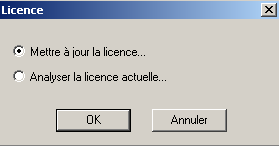 Licence
Mettre à jour la licence...
Analyser la licence actuelle...
OK
Annuler